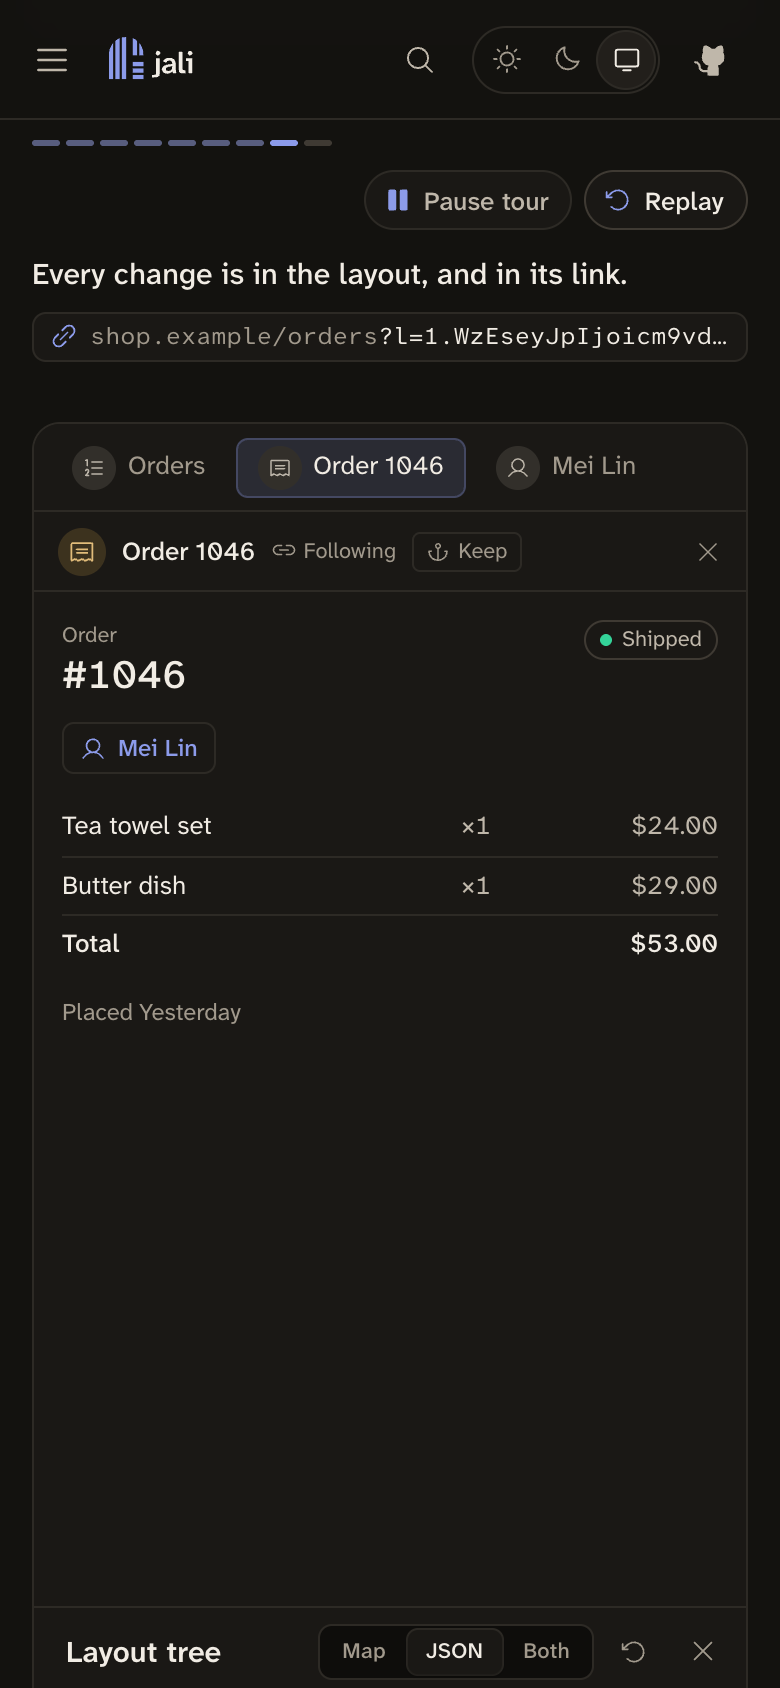 jali
Pause tour
Replay
Every change is in the layout, and in its link.
shop.example/orders?l=1.WzEseyJpIjoicm9vd…
Orders
Order 1046
Mei Lin
Order 1046
Following
Keep
Order
Shipped
#1046
Mei Lin
Tea towel set ×1 $24.00
Butter dish ×1 $29.00
Total $53.00
Placed Yesterday
Layout tree
Map
JSON
Both